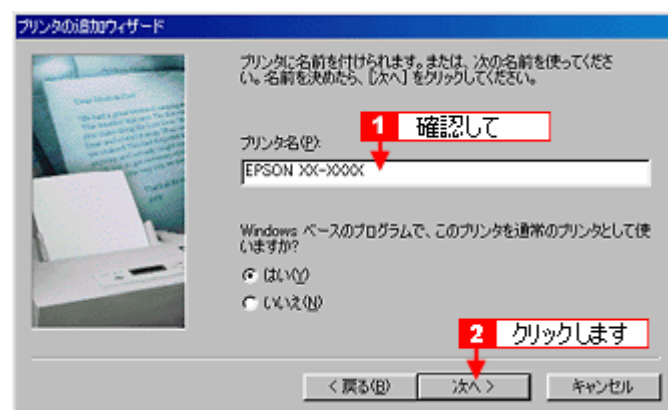 プリンタの追加ウィザード
プリンタに名前を付けられます。または、次の名前を使ってくださ
い。名前を決めたら、[次へ] をクリックしてください。
1 確認して
プリンタ名(P):
EPSON XX-XXXX
Windows ベースのプログラムで、このプリンタを通常のプリンタとして使
いますか?
はい(Y)
いいえ(N)
2 クリックします
< 戻る(B) 次へ > キャンセル